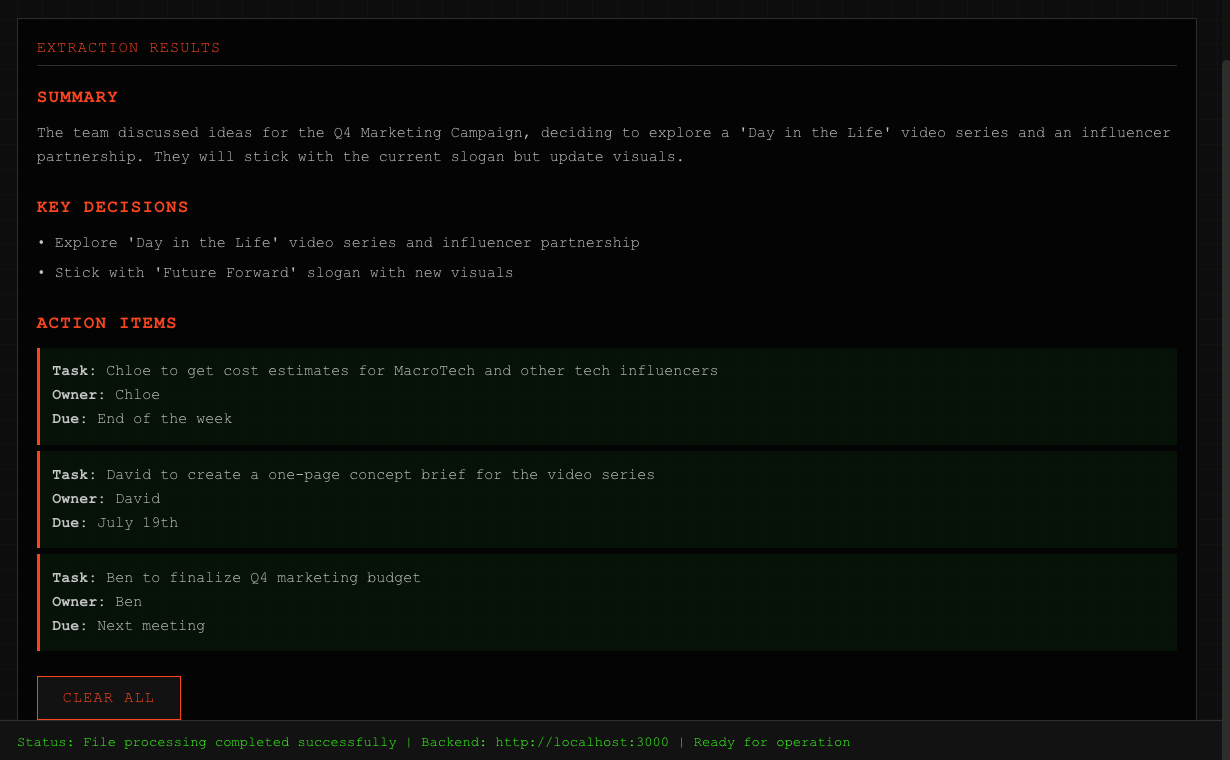 EXTRACTION RESULTS
SUMMARY
The team discussed ideas for the Q4 Marketing Campaign, deciding to explore a 'Day in the Life' video series and an influencer
partnership. They will stick with the current slogan but update visuals.
KEY DECISIONS
• Explore 'Day in the Life' video series and influencer partnership
• Stick with 'Future Forward' slogan with new visuals
ACTION ITEMS
Task: Chloe to get cost estimates for MacroTech and other tech influencers
Owner: Chloe
Due: End of the week
Task: David to create a one-page concept brief for the video series
Owner: David
Due: July 19th
Task: Ben to finalize Q4 marketing budget
Owner: Ben
Due: Next meeting
CLEAR ALL
Status: File processing completed successfully | Backend: http://localhost:3000 | Ready for operation